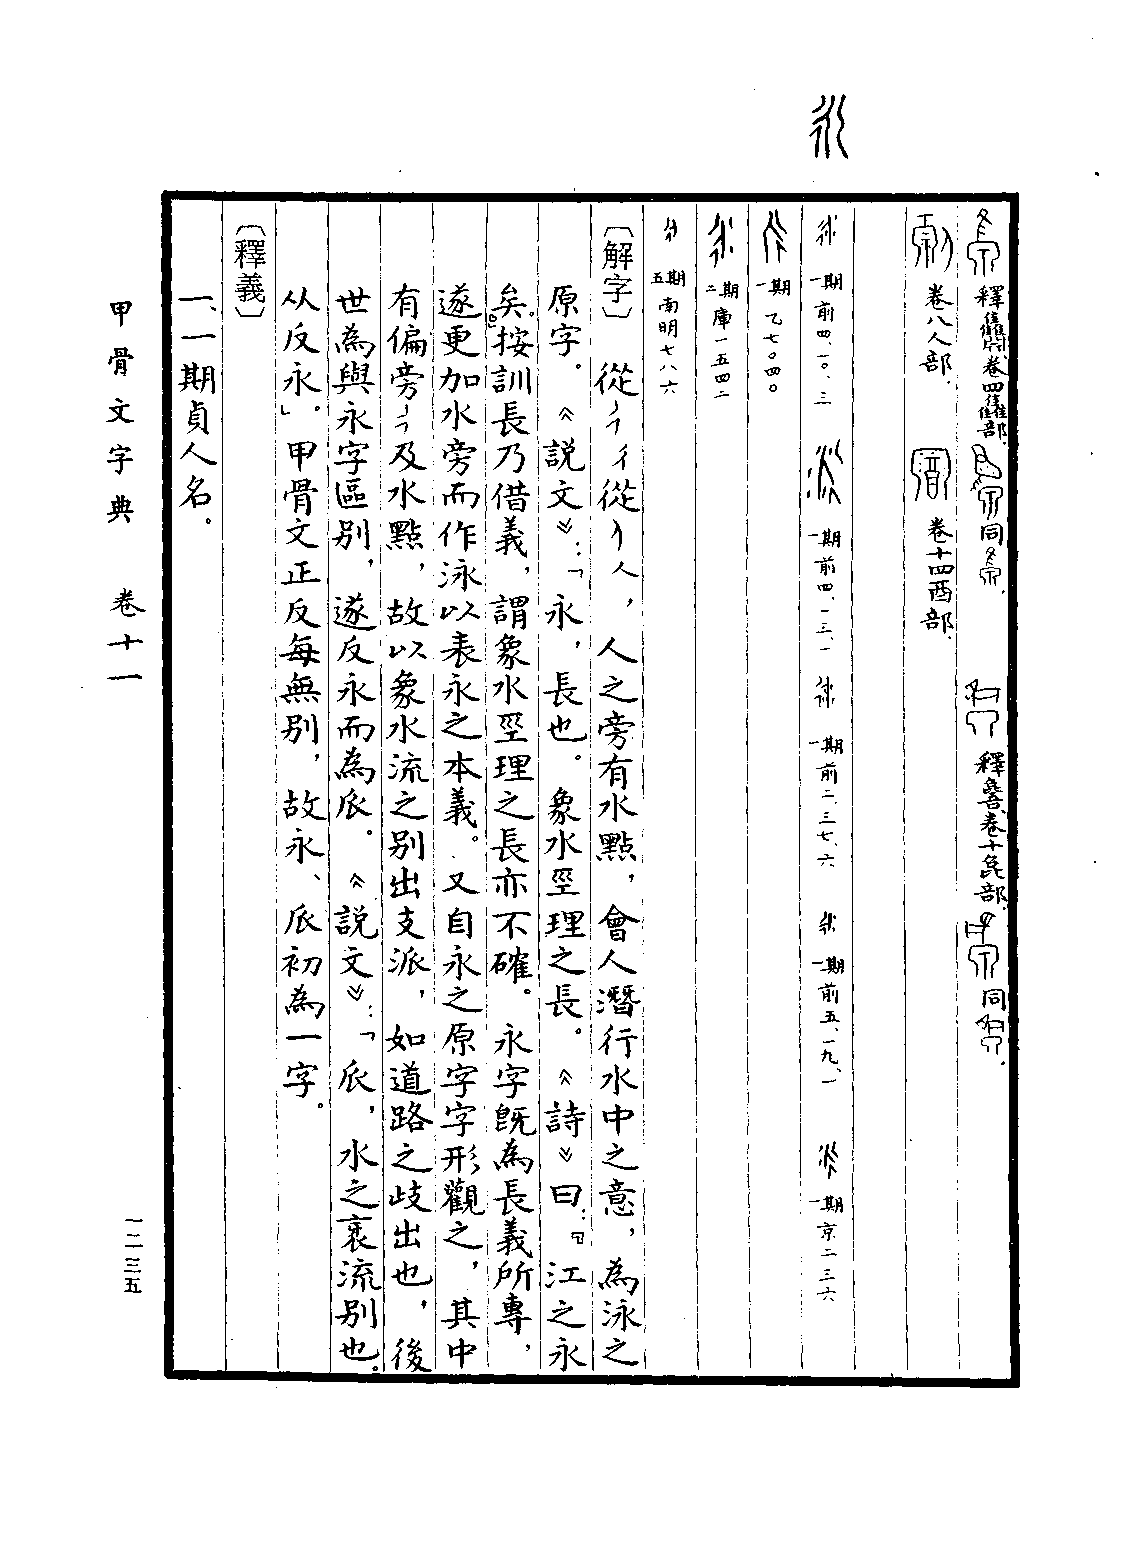 釋卷四部、同
釋卷十部、同
卷八人部、
卷十四酉部、
一期前四、一〇、三
一期前四、一三、一
一期前二、三七、六
一期前五、一九、一
一期京二三六
一期乙七〇四〇
二期庫一五四二
五期南明七八六
〔解字〕從彳從人，人之旁有水點，會人潛行水中之意，為泳之
原字。《說文》：「永，長也。象水巠理之長。《詩》曰：『江之永
矣。』」按訓長乃借義，謂象水巠理之長亦不確。永字既為長義所專，
遂更加水旁而作泳以表永之本義。又自永之原字字形觀之，其中
有偏旁彳及水點，故以象水流之别出支派，如道路之歧出也，後
世為與永字區别，遂反永而為𠂢。《說文》：「𠂢，水之衺流别也。
从反永」。甲骨文正反每無别，故永、𠂢初為一字。
〔釋義〕
一、一期貞人名。
甲骨文字典 卷十一
一二三五